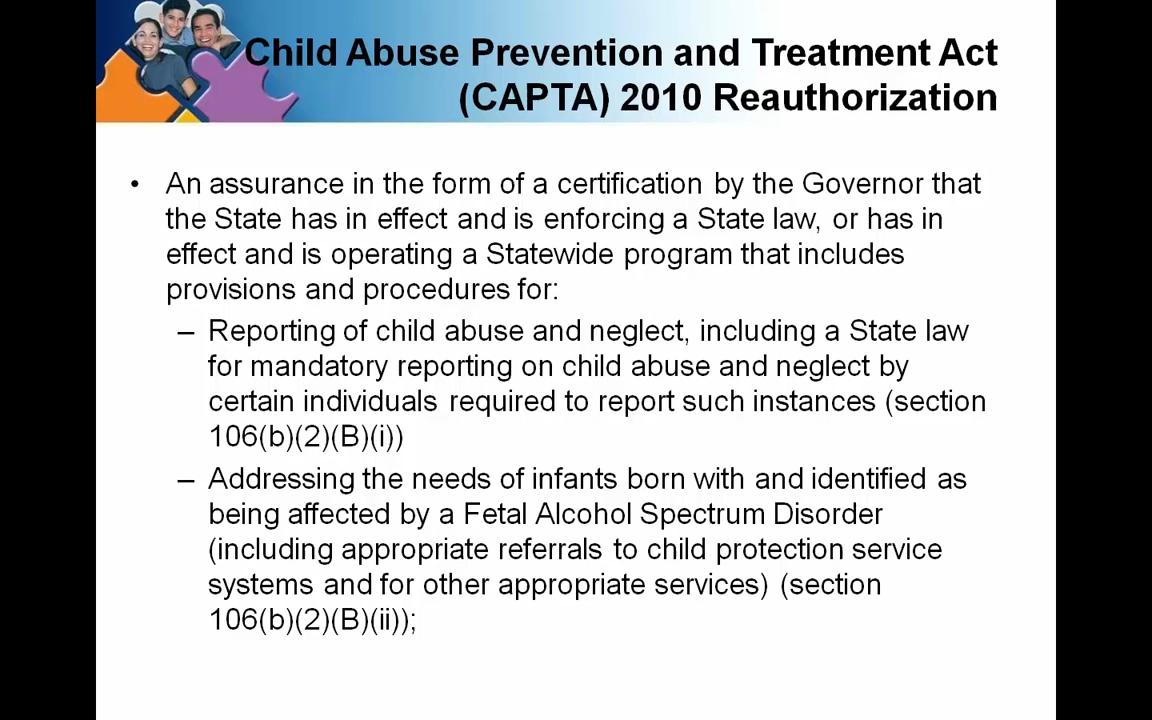 Child Abuse Prevention and Treatment Act
(CAPTA) 2010 Reauthorization
• An assurance in the form of a certification by the Governor that
the State has in effect and is enforcing a State law, or has in
effect and is operating a Statewide program that includes
provisions and procedures for:
– Reporting of child abuse and neglect, including a State law
for mandatory reporting on child abuse and neglect by
certain individuals required to report such instances (section
106(b)(2)(B)(i))
– Addressing the needs of infants born with and identified as
being affected by a Fetal Alcohol Spectrum Disorder
(including appropriate referrals to child protection service
systems and for other appropriate services) (section
106(b)(2)(B)(ii));